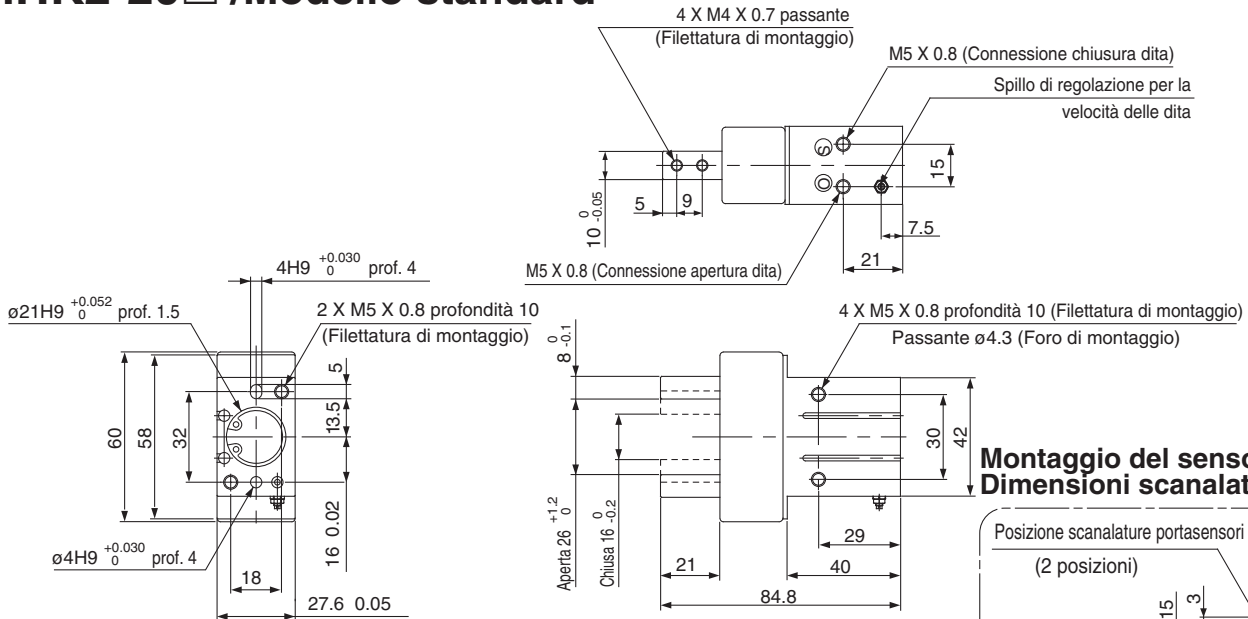 /Modello standard
4 X M4 X 0.7 passante
(Filettatura di montaggio)
M5 X 0.8 (Connessione chiusura dita)
Spillo di regolazione per la
velocità delle dita
S
O
15
10 0 -0.05
5
9
7.5
21
M5 X 0.8 (Connessione apertura dita)
4H9 +0.030 0 prof. 4
ø21H9 +0.052 0 prof. 1.5
2 X M5 X 0.8 profondità 10
(Filettatura di montaggio)
5
13.5
60
58
32
16 0.02
ø4H9 +0.030 0 prof. 4
18
27.6 0.05
4 X M5 X 0.8 profondità 10 (Filettatura di montaggio)
Passante ø4.3 (Foro di montaggio)
8 0 -0.1
30
42
Aperta 26 +1.2 0
Chiusa 16 0 -0.2
29
21
40
84.8
Montaggio del senso
Dimensioni scanalat
Posizione scanalature portasensori
(2 posizioni)
15
3